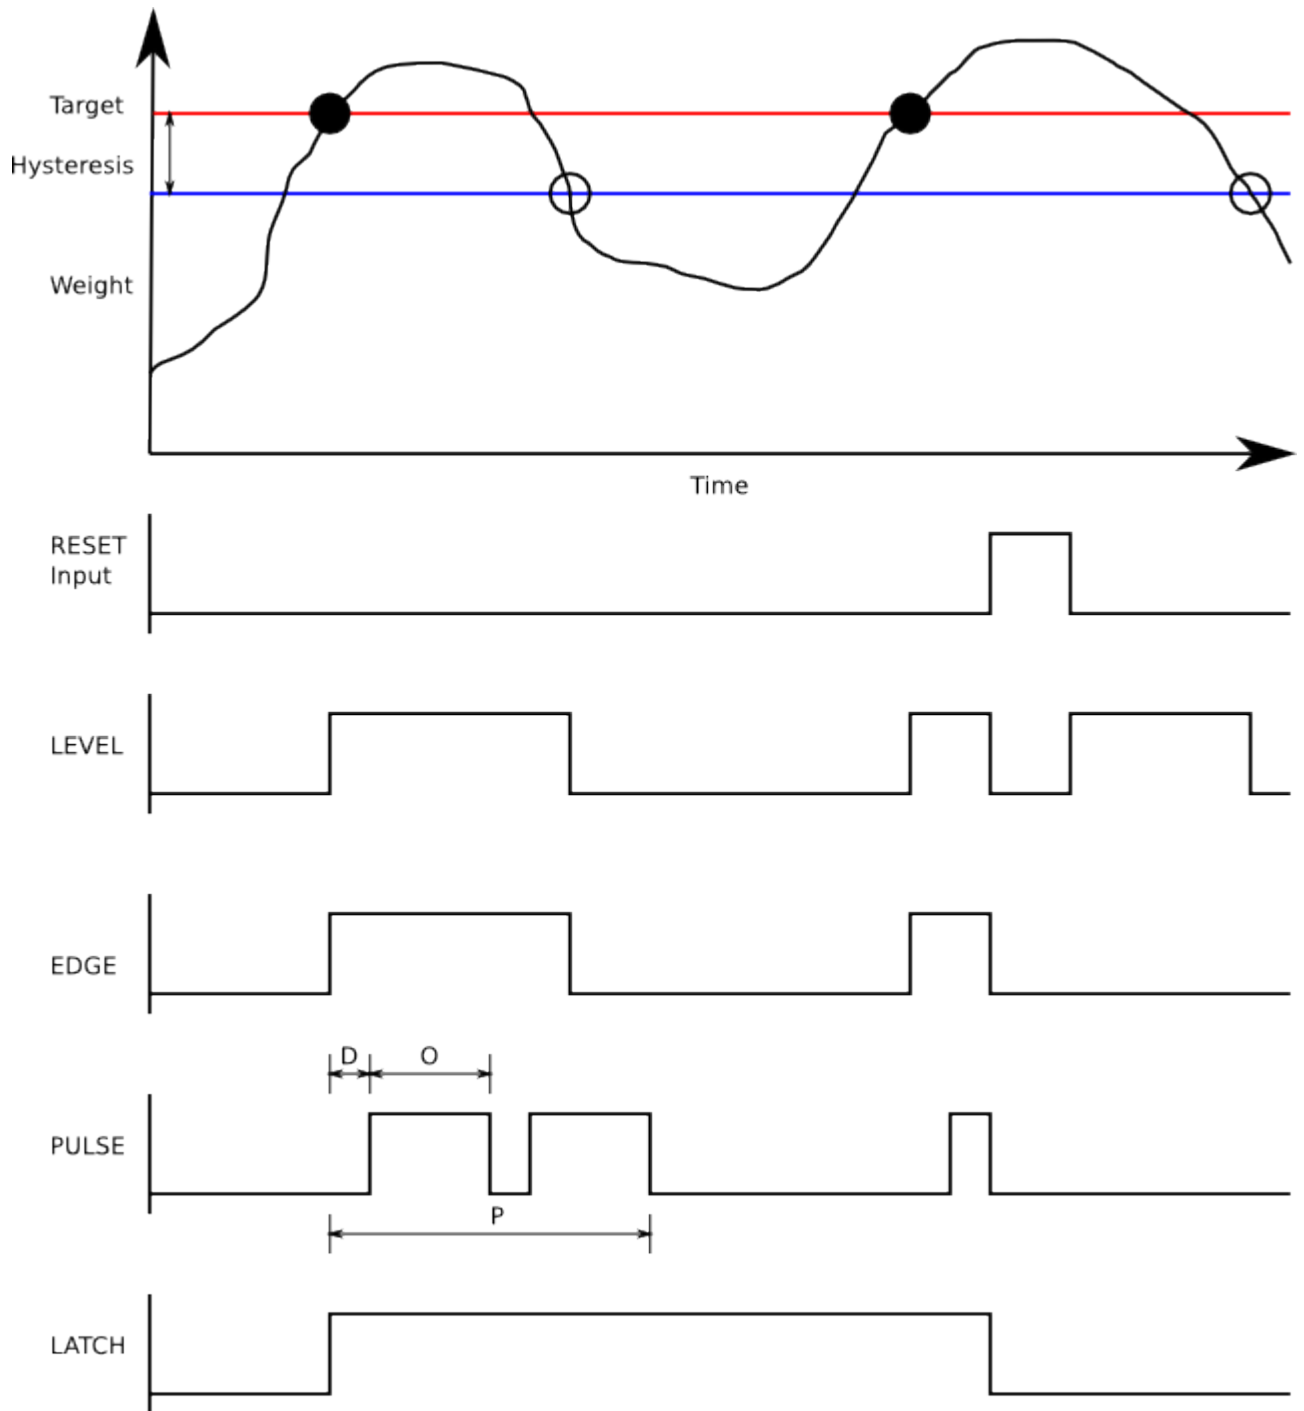 Target
Hysteresis
Weight
Time
RESET
Input
LEVEL
EDGE
D
O
PULSE
P
LATCH